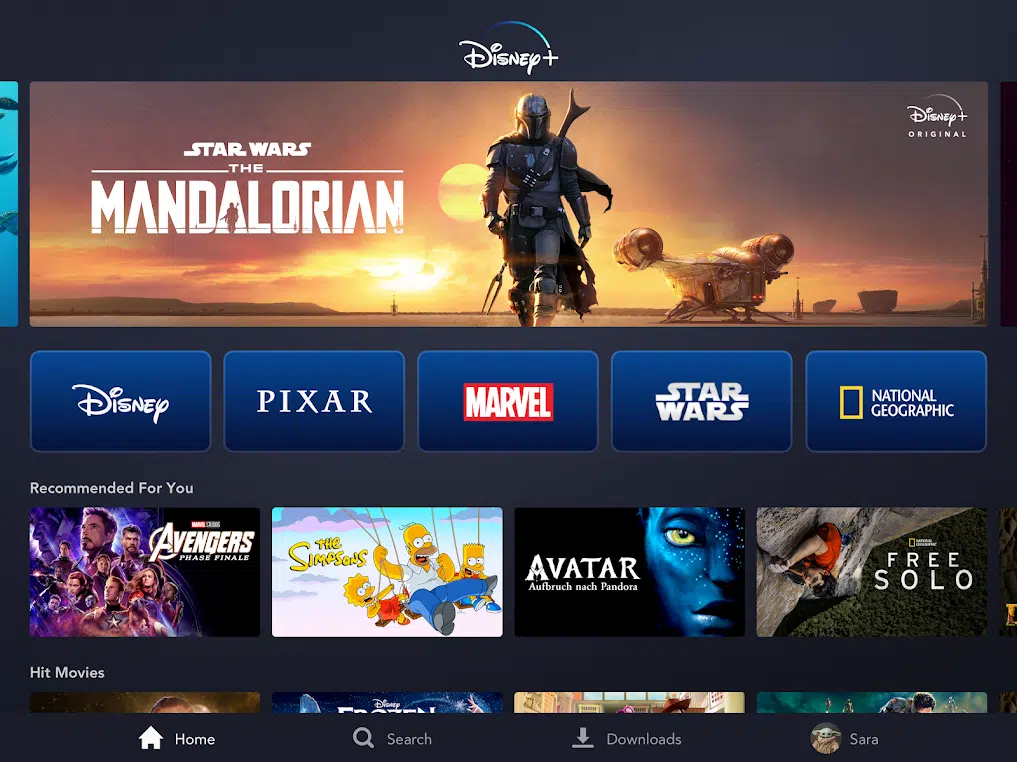 Disney+
STAR WARS
THE
MANDALORIAN
Disney+
ORIGINAL
Disney
PIXAR
MARVEL
STAR
WARS
NATIONAL
GEOGRAPHIC
Recommended For You
MARVEL STUDIOS
AVENGERS
PHASE FINALE
THE
SIMPSONS
AVATAR
Aufbruch nach Pandora
NATIONAL
GEOGRAPHIC
FREE
SOLO
Hit Movies
Disney
FROZEN
Home
Search
Downloads
Sara